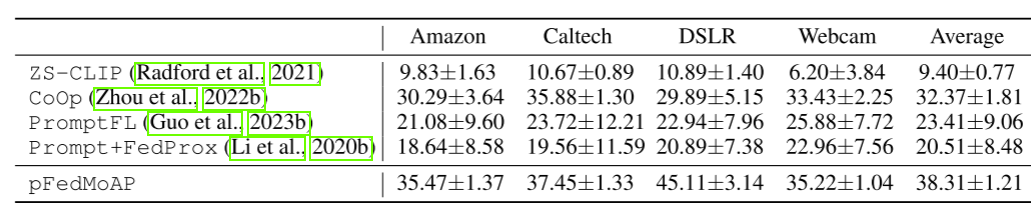 Amazon Caltech DSLR Webcam Average
ZS-CLIP (Radford et al., 2021) 9.83±1.63 10.67±0.89 10.89±1.40 6.20±3.84 9.40±0.77
CoOp (Zhou et al., 2022b) 30.29±3.64 35.88±1.30 29.89±5.15 33.43±2.25 32.37±1.81
PromptFL (Guo et al., 2023b) 21.08±9.60 23.72±12.21 22.94±7.96 25.88±7.72 23.41±9.06
Prompt+FedProx (Li et al., 2020b) 18.64±8.58 19.56±11.59 20.89±7.38 22.96±7.56 20.51±8.48
pFedMoAP 35.47±1.37 37.45±1.33 45.11±3.14 35.22±1.04 38.31±1.21